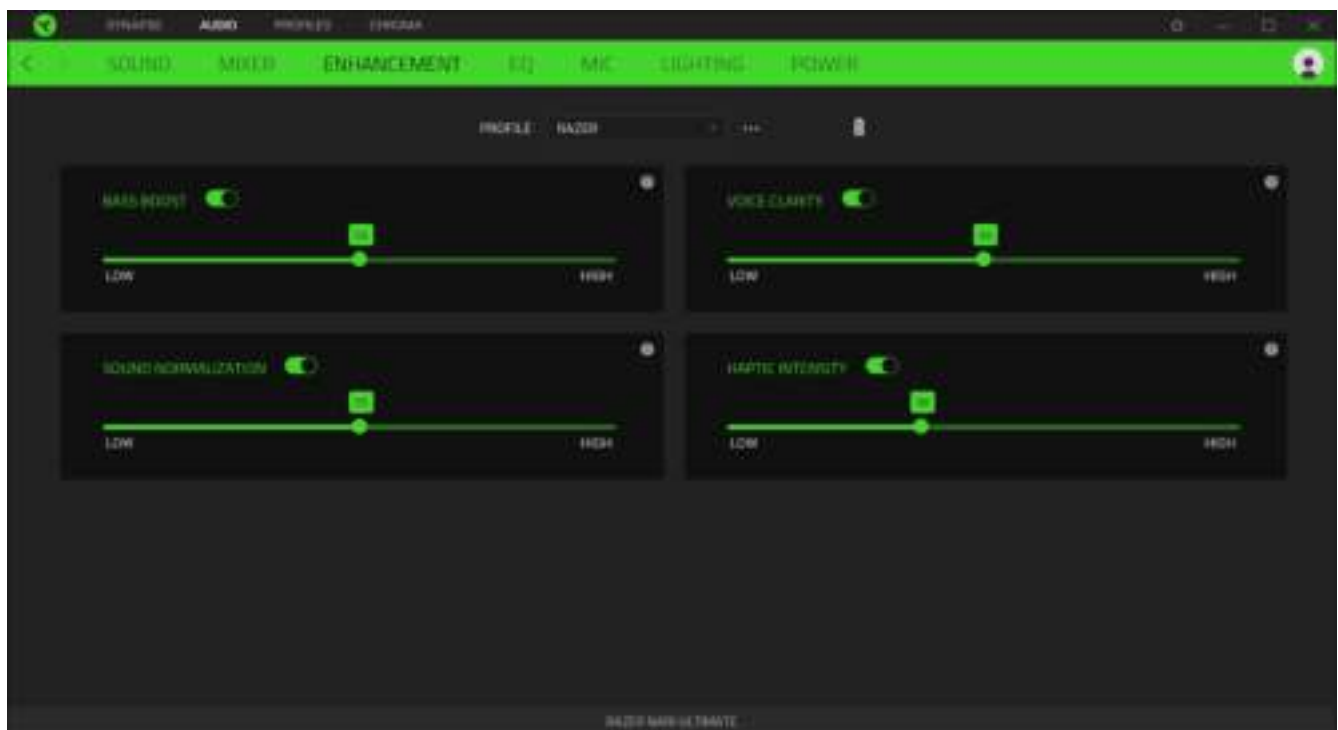 SYNAPSE AUDIO PROFILES CHROMA
SOUND MIXER ENHANCEMENT EQ MIC LIGHTING POWER
PROFILE RAZER
BASS BOOST
LOW HIGH
VOICE CLARITY
LOW HIGH
SOUND NORMALIZATION
LOW HIGH
HAPTIC INTENSITY
LOW HIGH
RAZER NARI ULTIMATE